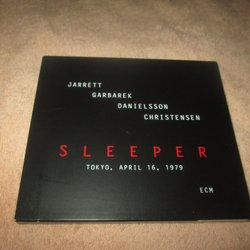 JARRETT
GARBAREK
DANIELSSON
CHRISTENSEN
SLEEPER
TOKYO, APRIL 16, 1979
ECM